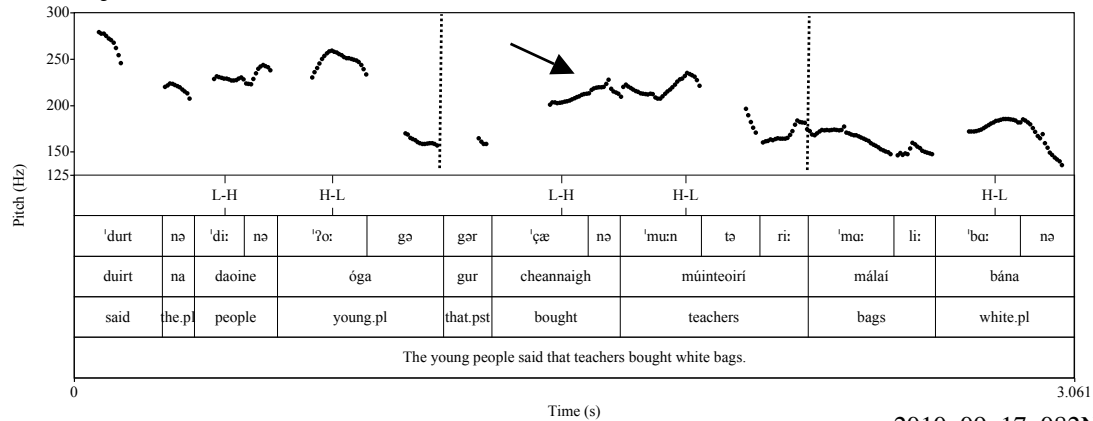 300
250
200
150
125
Pitch (Hz)
L-H H-L L-H H-L H-L
ˈdurt nə ˈdiː nə ˈʔoː gə gər ˈçæ nə ˈmuːn tə riː ˈmɑː liː ˈbɑː nə
duirt na daoine óga gur cheannaigh múinteoirí málaí bána
said the.pl people young.pl that.pst bought teachers bags white.pl
The young people said that teachers bought white bags.
0 3.061
Time (s)